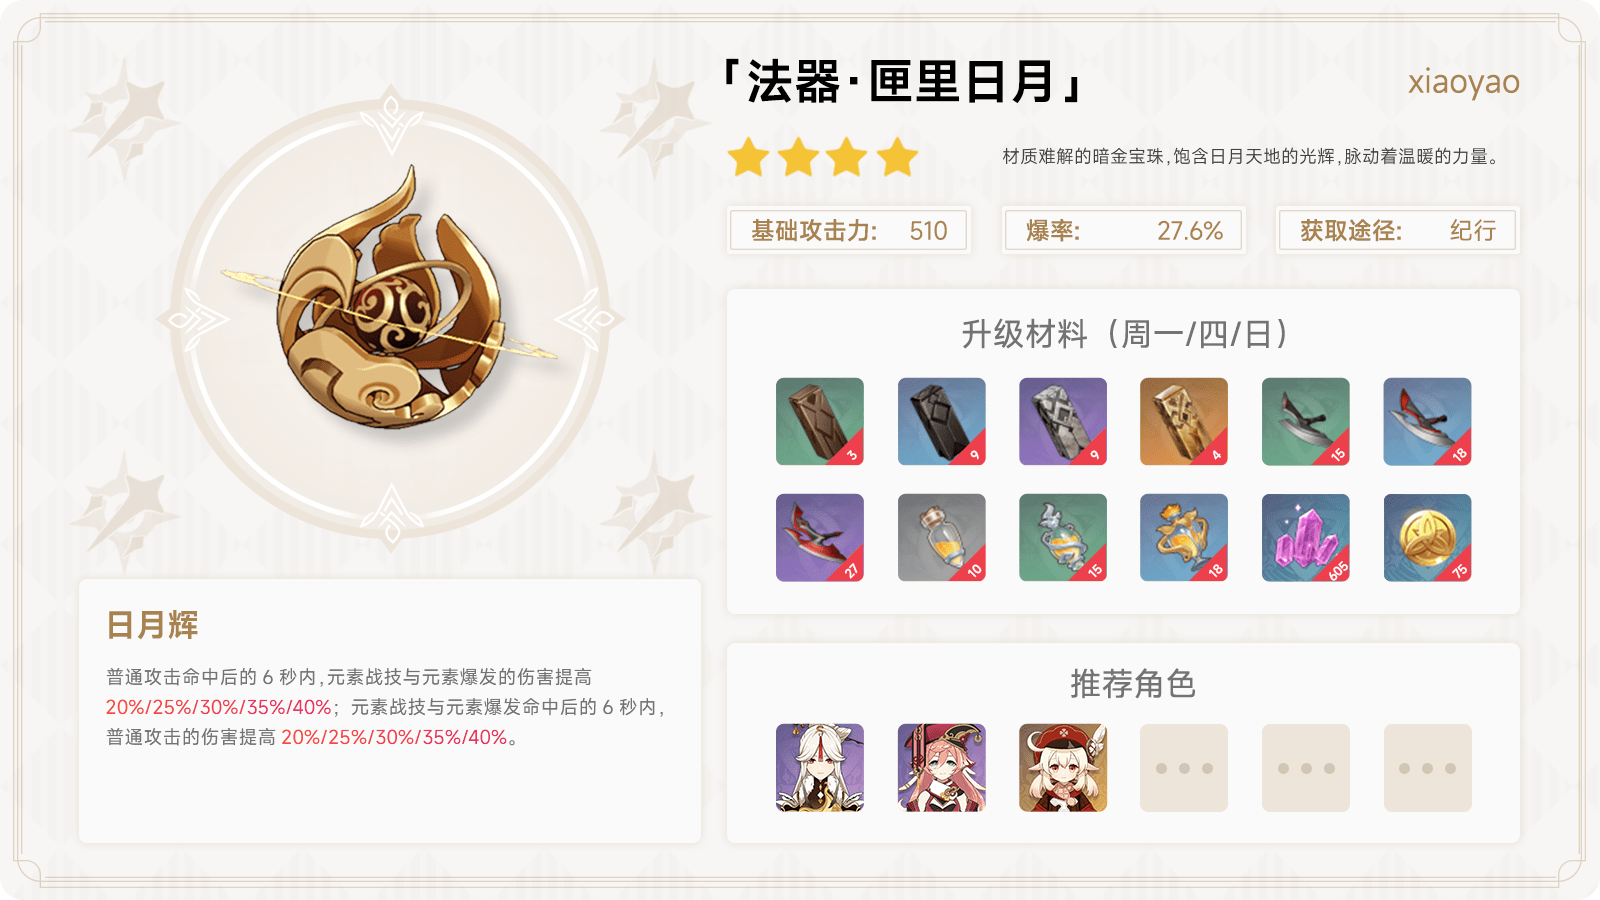 「法器·匣里日月」
xiaoyao
材质难解的暗金宝珠,饱含日月天地的光辉,脉动着温暖的力量。
基础攻击力: 510
爆率: 27.6%
获取途径: 纪行
升级材料（周一/四/日）
3 9 9 4 15 18
27 10 15 18 605 75
日月辉
普通攻击命中后的 6 秒内,元素战技与元素爆发的伤害提高
20%/25%/30%/35%/40%；元素战技与元素爆发命中后的 6 秒内,
普通攻击的伤害提高 20%/25%/30%/35%/40%。
推荐角色